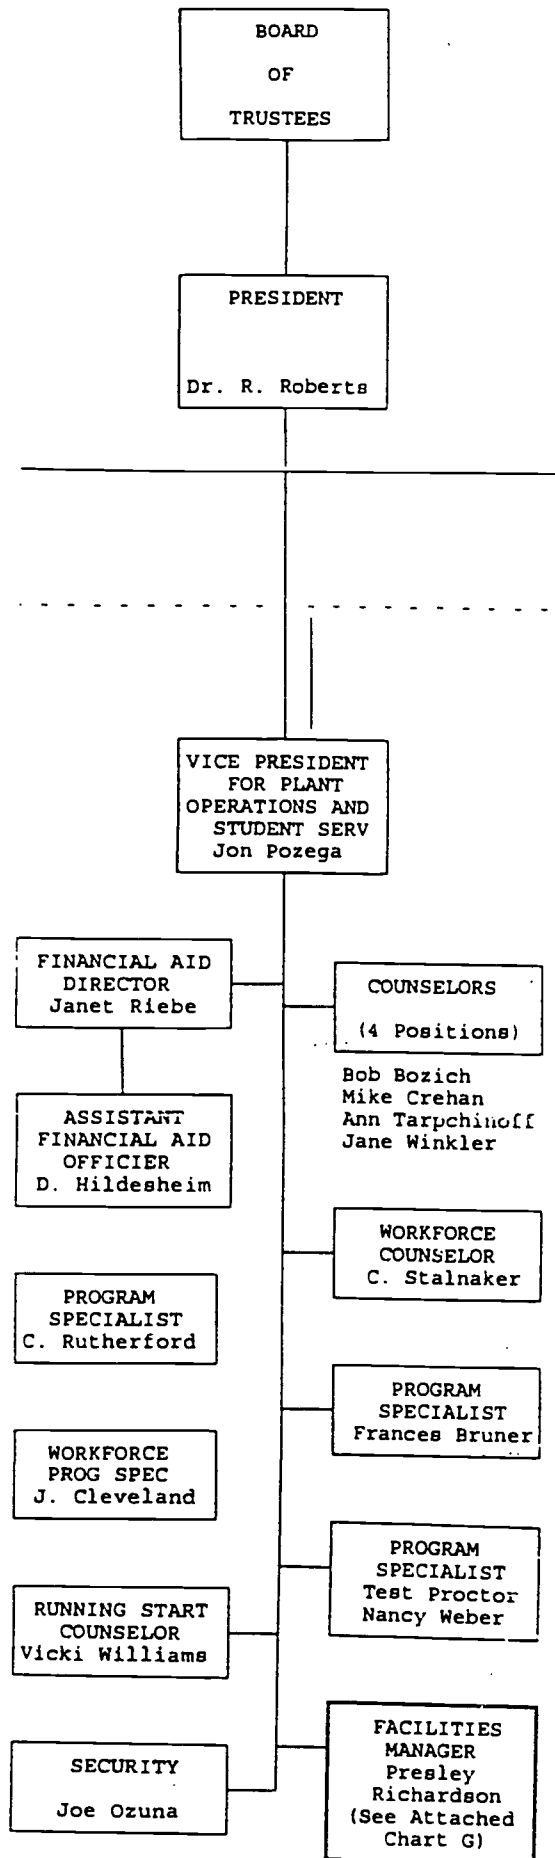 BOARD
OF
TRUSTEES
PRESIDENT
Dr. R. Roberts
VICE PRESIDENT
FOR PLANT
OPERATIONS AND
STUDENT SERV
Jon Pozega
FINANCIAL AID
DIRECTOR
Janet Riebe
COUNSELORS
(4 Positions)
Bob Bozich
Mike Crehan
Ann Tarpchinoff
Jane Winkler
ASSISTANT
FINANCIAL AID
OFFICIER
D. Hildesheim
WORKFORCE
COUNSELOR
C. Stalnaker
PROGRAM
SPECIALIST
C. Rutherford
PROGRAM
SPECIALIST
Frances Bruner
WORKFORCE
PROG SPEC
J. Cleveland
PROGRAM
SPECIALIST
Test Proctor
Nancy Weber
RUNNING START
COUNSELOR
Vicki Williams
FACILITIES
MANAGER
Presley
Richardson
(See Attached
Chart G)
SECURITY
Joe Ozuna